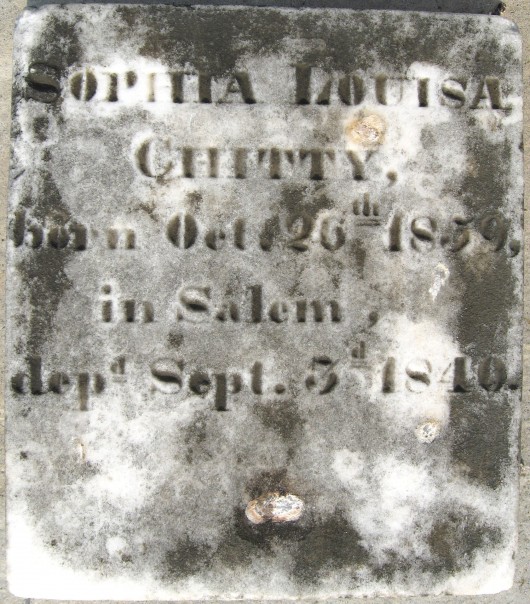 SOPHIA LOUISA
CHITTY,
born Oct. 26th 1839,
in Salem,
depd Sept. 3d 1840.